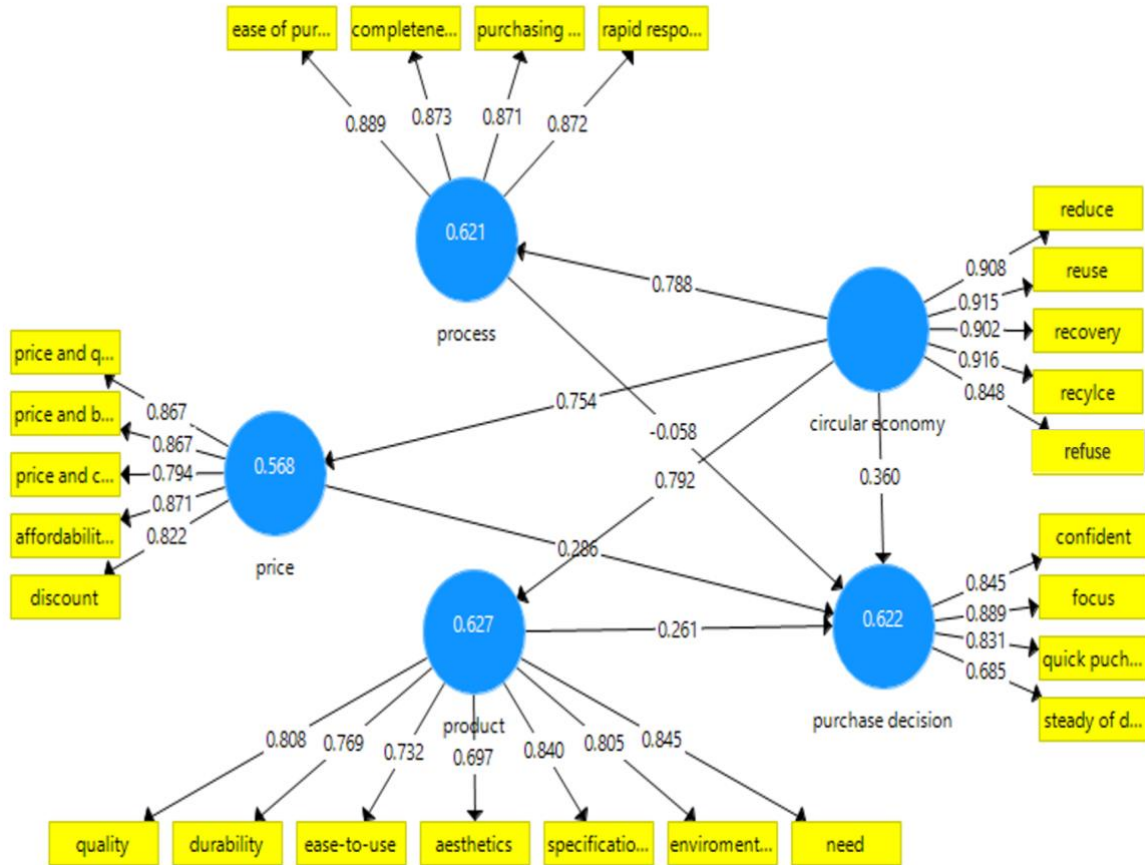 ease of pur...
completene...
purchasing ...
rapid respo...
0.889
0.873
0.871
0.872
0.621
process
reduce
reuse
recovery
recylce
refuse
0.908
0.915
0.902
0.916
0.848
circular economy
0.788
0.754
-0.058
0.792
0.360
price and q...
price and b...
price and c...
affordabilit...
discount
0.867
0.867
0.794
0.871
0.822
0.568
price
0.286
confident
focus
quick puch...
steady of d...
0.845
0.889
0.831
0.685
0.622
purchase decision
0.627
0.261
product
0.808
0.769
0.732
0.697
0.840
0.805
0.845
quality
durability
ease-to-use
aesthetics
specificatio...
enviroment...
need